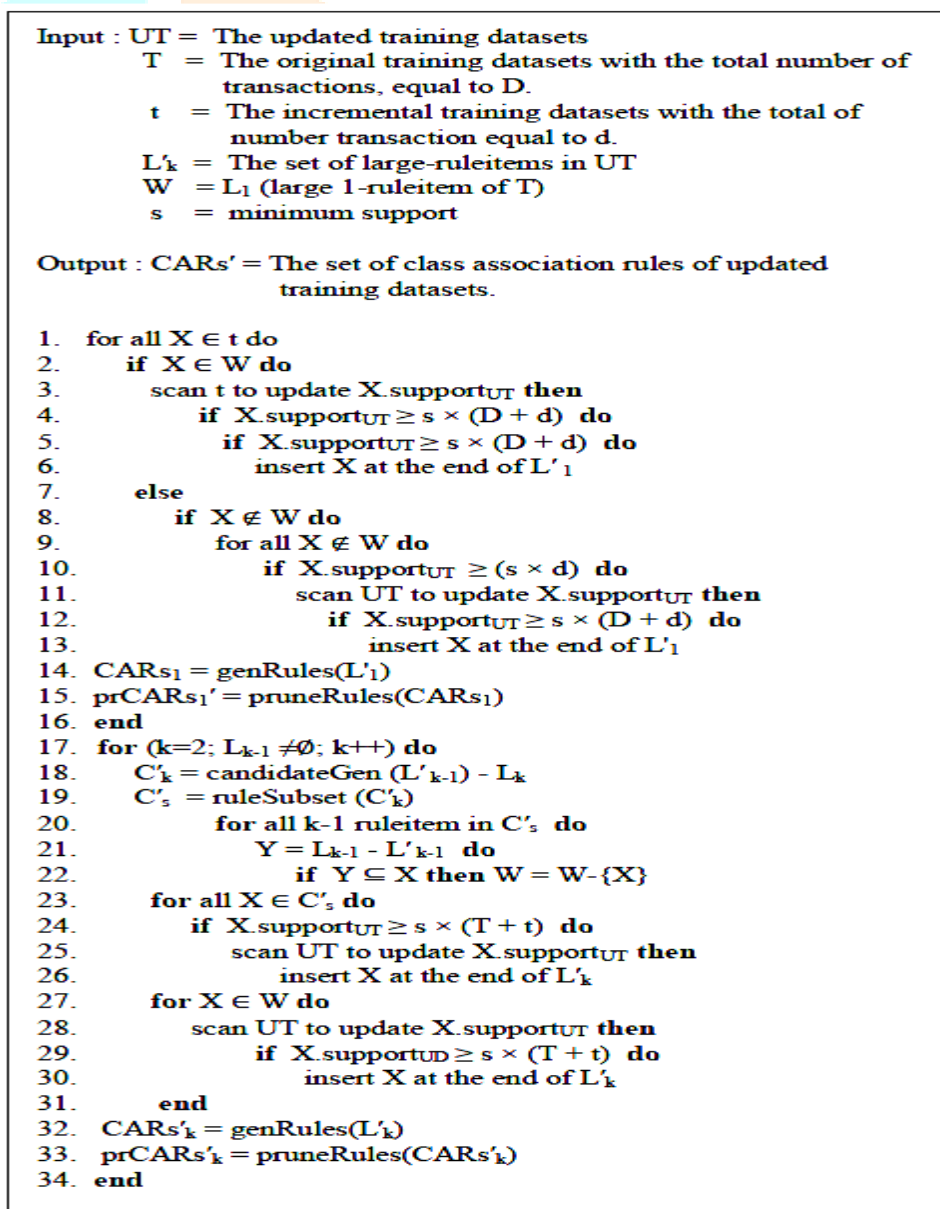 Input : UT = The updated training datasets
T = The original training datasets with the total number of
transactions, equal to D.
t = The incremental training datasets with the total of
number transaction equal to d.
L'ₖ = The set of large-ruleitems in UT
W = L₁ (large 1-ruleitem of T)
s = minimum support
Output : CARs' = The set of class association rules of updated
training datasets.
1. for all X ∈ t do
2. if X ∈ W do
3. scan t to update X.supportUT then
4. if X.supportUT ≥ s × (D + d) do
5. if X.supportUT ≥ s × (D + d) do
6. insert X at the end of L'₁
7. else
8. if X ∉ W do
9. for all X ∉ W do
10. if X.supportUT ≥ (s × d) do
11. scan UT to update X.supportUT then
12. if X.supportUT ≥ s × (D + d) do
13. insert X at the end of L'₁
14. CARs₁ = genRules(L'₁)
15. prCARs₁' = pruneRules(CARs₁)
16. end
17. for (k=2; Lₖ₋₁ ≠∅; k++) do
18. C'ₖ = candidateGen (L'ₖ₋₁) - Lₖ
19. C'ₛ = ruleSubset (C'ₖ)
20. for all k-1 ruleitem in C'ₛ do
21. Y = Lₖ₋₁ - L'ₖ₋₁ do
22. if Y ⊆ X then W = W-{X}
23. for all X ∈ C'ₛ do
24. if X.supportUT ≥ s × (T + t) do
25. scan UT to update X.supportUT then
26. insert X at the end of L'ₖ
27. for X ∈ W do
28. scan UT to update X.supportUT then
29. if X.supportUD ≥ s × (T + t) do
30. insert X at the end of L'ₖ
31. end
32. CARs'ₖ = genRules(L'ₖ)
33. prCARs'ₖ = pruneRules(CARs'ₖ)
34. end